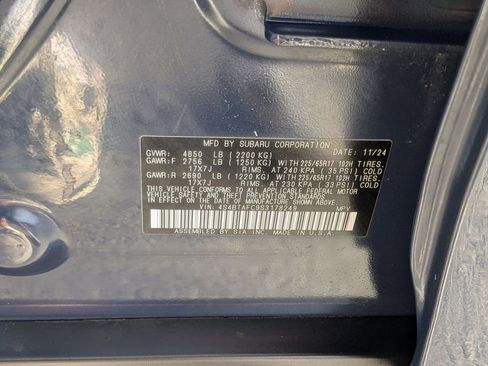 MFD BY SUBARU CORPORATION DATE: 11/24
GVWR: 4850 LB (2200 KG)
GAWR:F 2756 LB (1250 KG) WITH 225/65R17 102H TIRES,
17X7J RIMS, AT 240 KPA (35 PSI) COLD.
GAWR:R 2690 LB (1220 KG) WITH 225/65R17 102H TIRES,
17X7J RIMS, AT 230 KPA (33 PSI) COLD.
THIS VEHICLE CONFORMS TO ALL APPLICABLE FEDERAL MOTOR
VEHICLE SAFETY AND THEFT PREVENTION STANDARDS IN EFFECT
ON THE DATE OF MANUFACTURE SHOWN ABOVE.
VIN: 4S4BTAFC9S3178249 MPV
ASSEMBLED BY SIA INC. MADE IN U.S.A.